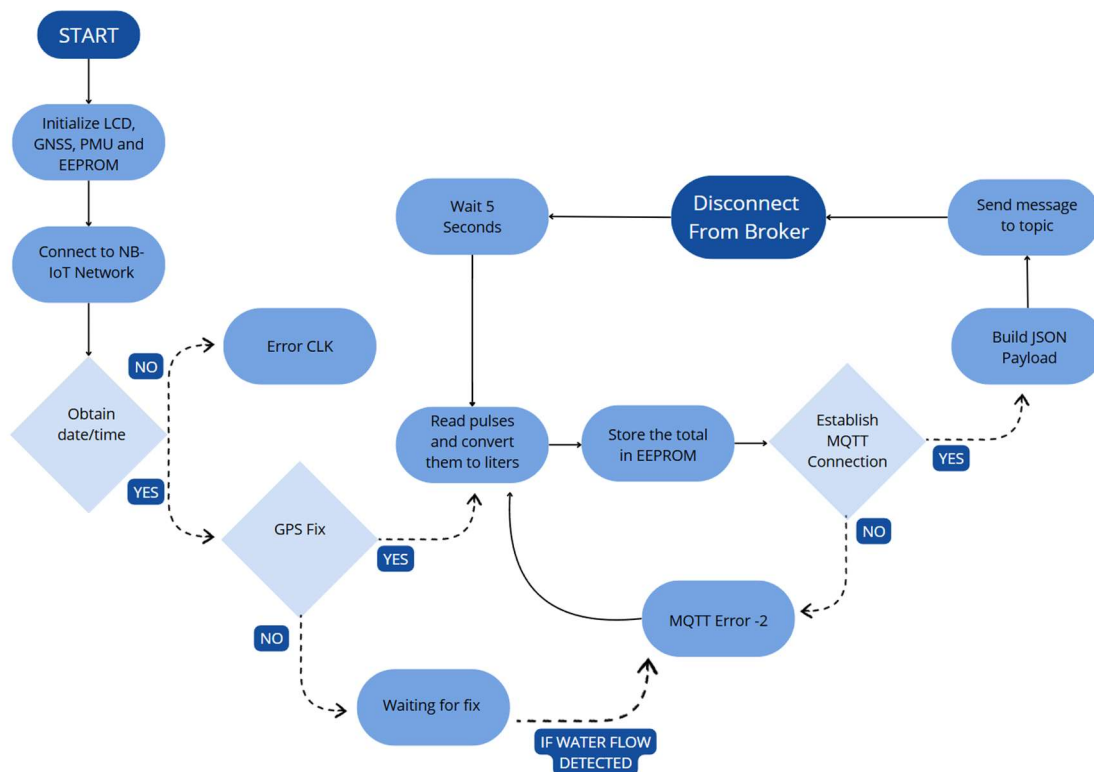 START
Initialize LCD,
GNSS, PMU and
EEPROM
Connect to NB-
IoT Network
Obtain
date/time
NO
Error CLK
YES
GPS Fix
YES
NO
Waiting for fix
IF WATER FLOW
DETECTED
Wait 5
Seconds
Disconnect
From Broker
Send message
to topic
Build JSON
Payload
Read pulses
and convert
them to liters
Store the total
in EEPROM
Establish
MQTT
Connection
YES
NO
MQTT Error -2